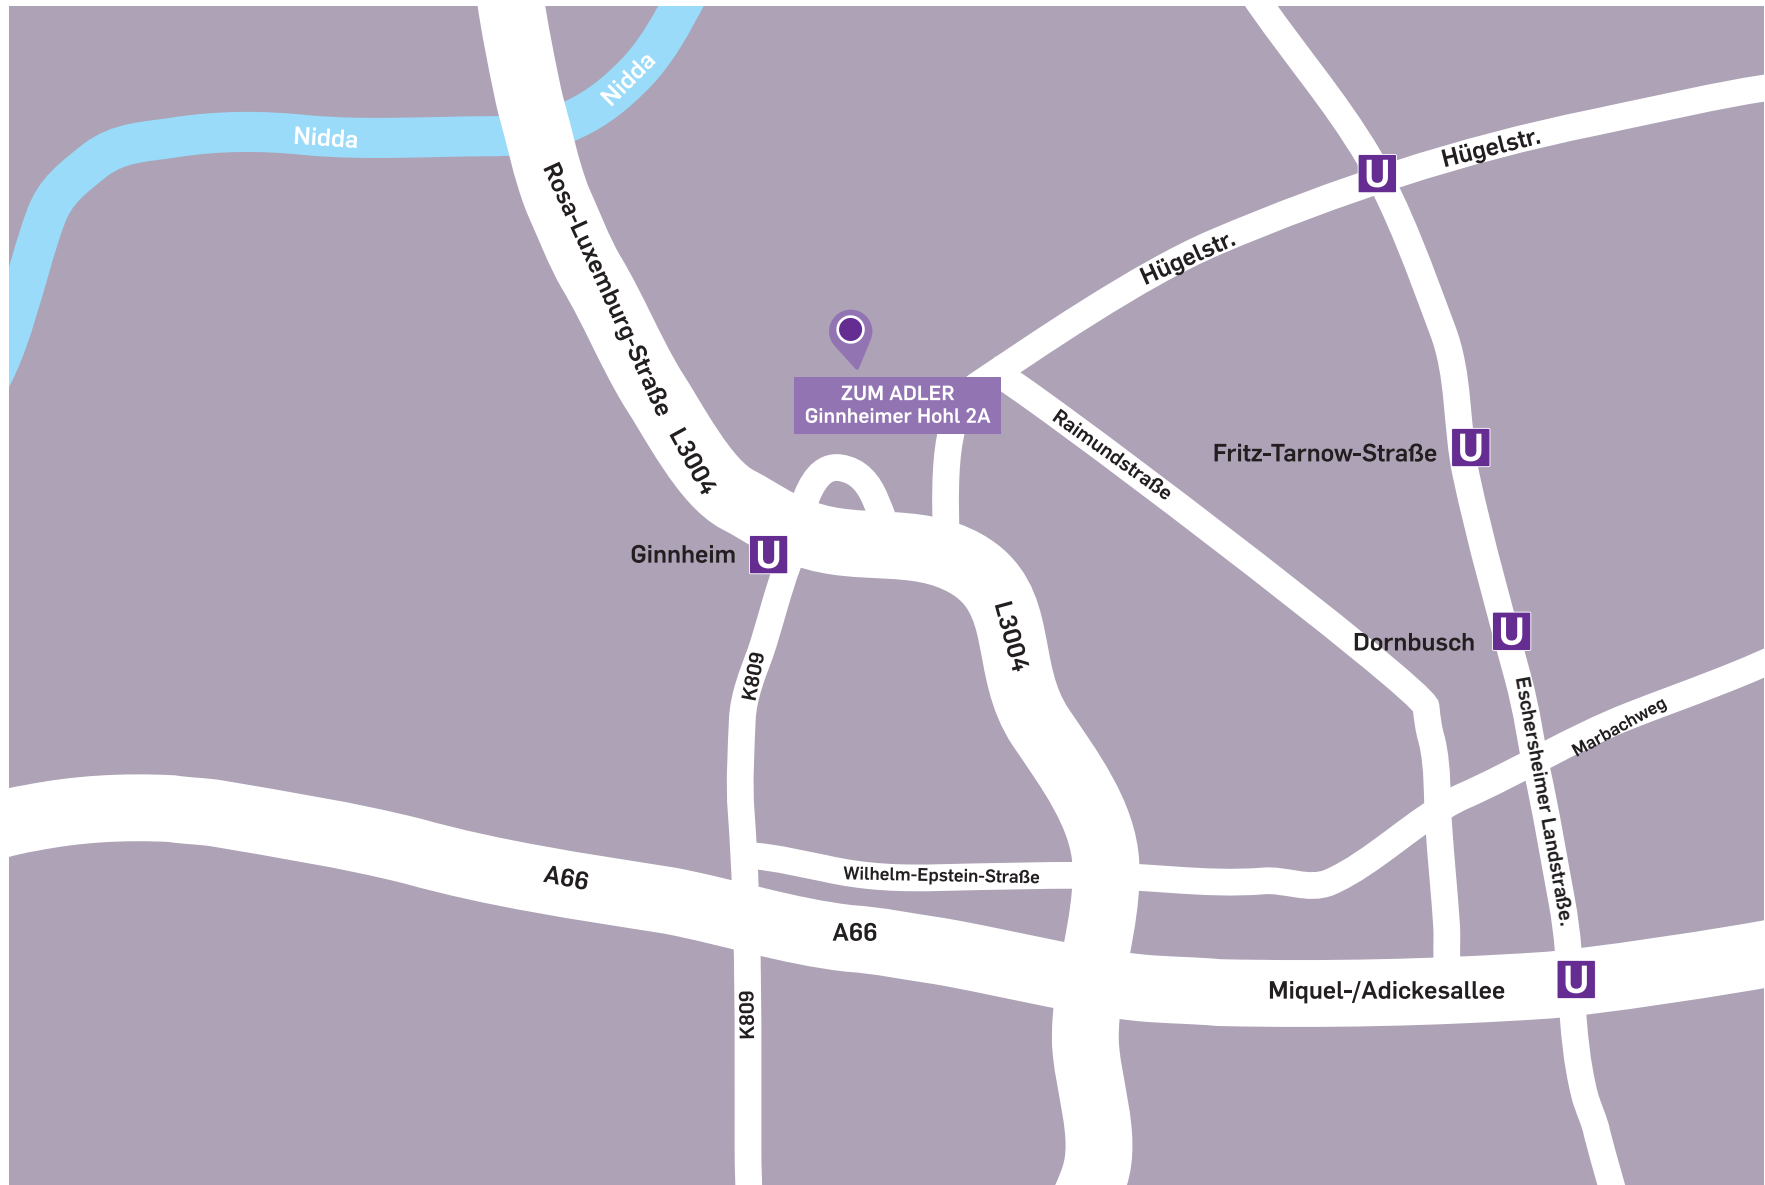 Nidda
Nidda
Hügelstr.
U
Rosa-Luxemburg-Straße L3004
Hügelstr.
ZUM ADLER
Ginnheimer Hohl 2A
Raimundstraße
Fritz-Tarnow-Straße
U
Ginnheim
U
L3004
Dornbusch
U
K809
Eschersheimer Landstraße.
Marbachweg
A66
Wilhelm-Epstein-Straße
A66
Miquel-/Adickesallee
U
K809